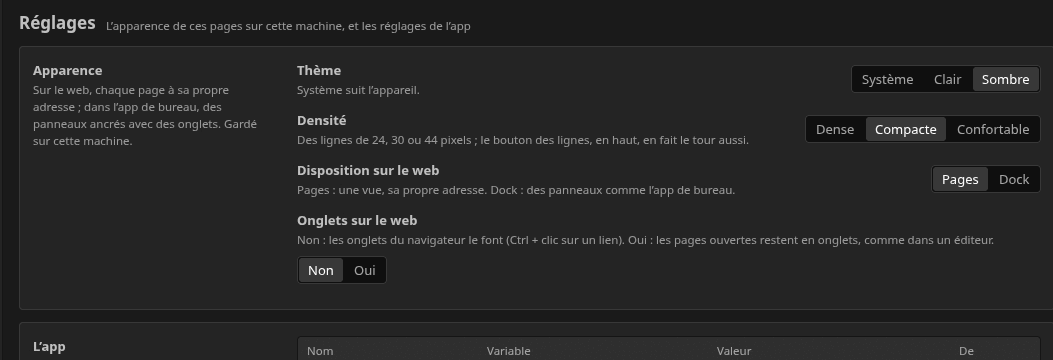 Réglages L’apparence de ces pages sur cette machine, et les réglages de l’app
Apparence
Sur le web, chaque page à sa propre
adresse ; dans l’app de bureau, des
panneaux ancrés avec des onglets. Gardé
sur cette machine.
Thème
Système suit l’appareil.
Système Clair Sombre
Densité
Des lignes de 24, 30 ou 44 pixels ; le bouton des lignes, en haut, en fait le tour aussi.
Dense Compacte Confortable
Disposition sur le web
Pages : une vue, sa propre adresse. Dock : des panneaux comme l’app de bureau.
Pages Dock
Onglets sur le web
Non : les onglets du navigateur le font (Ctrl + clic sur un lien). Oui : les pages ouvertes restent en onglets, comme dans un éditeur.
Non Oui
L’app
Nom Variable Valeur De